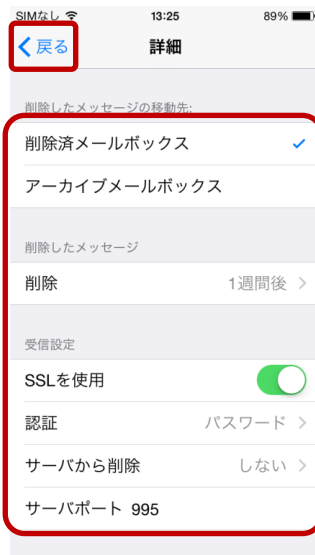 SIMなし 13:25 89%
戻る 詳細
削除したメッセージの移動先:
削除済メールボックス
アーカイブメールボックス
削除したメッセージ
削除 1週間後
受信設定
SSLを使用
認証 パスワード
サーバから削除 しない
サーバポート 995